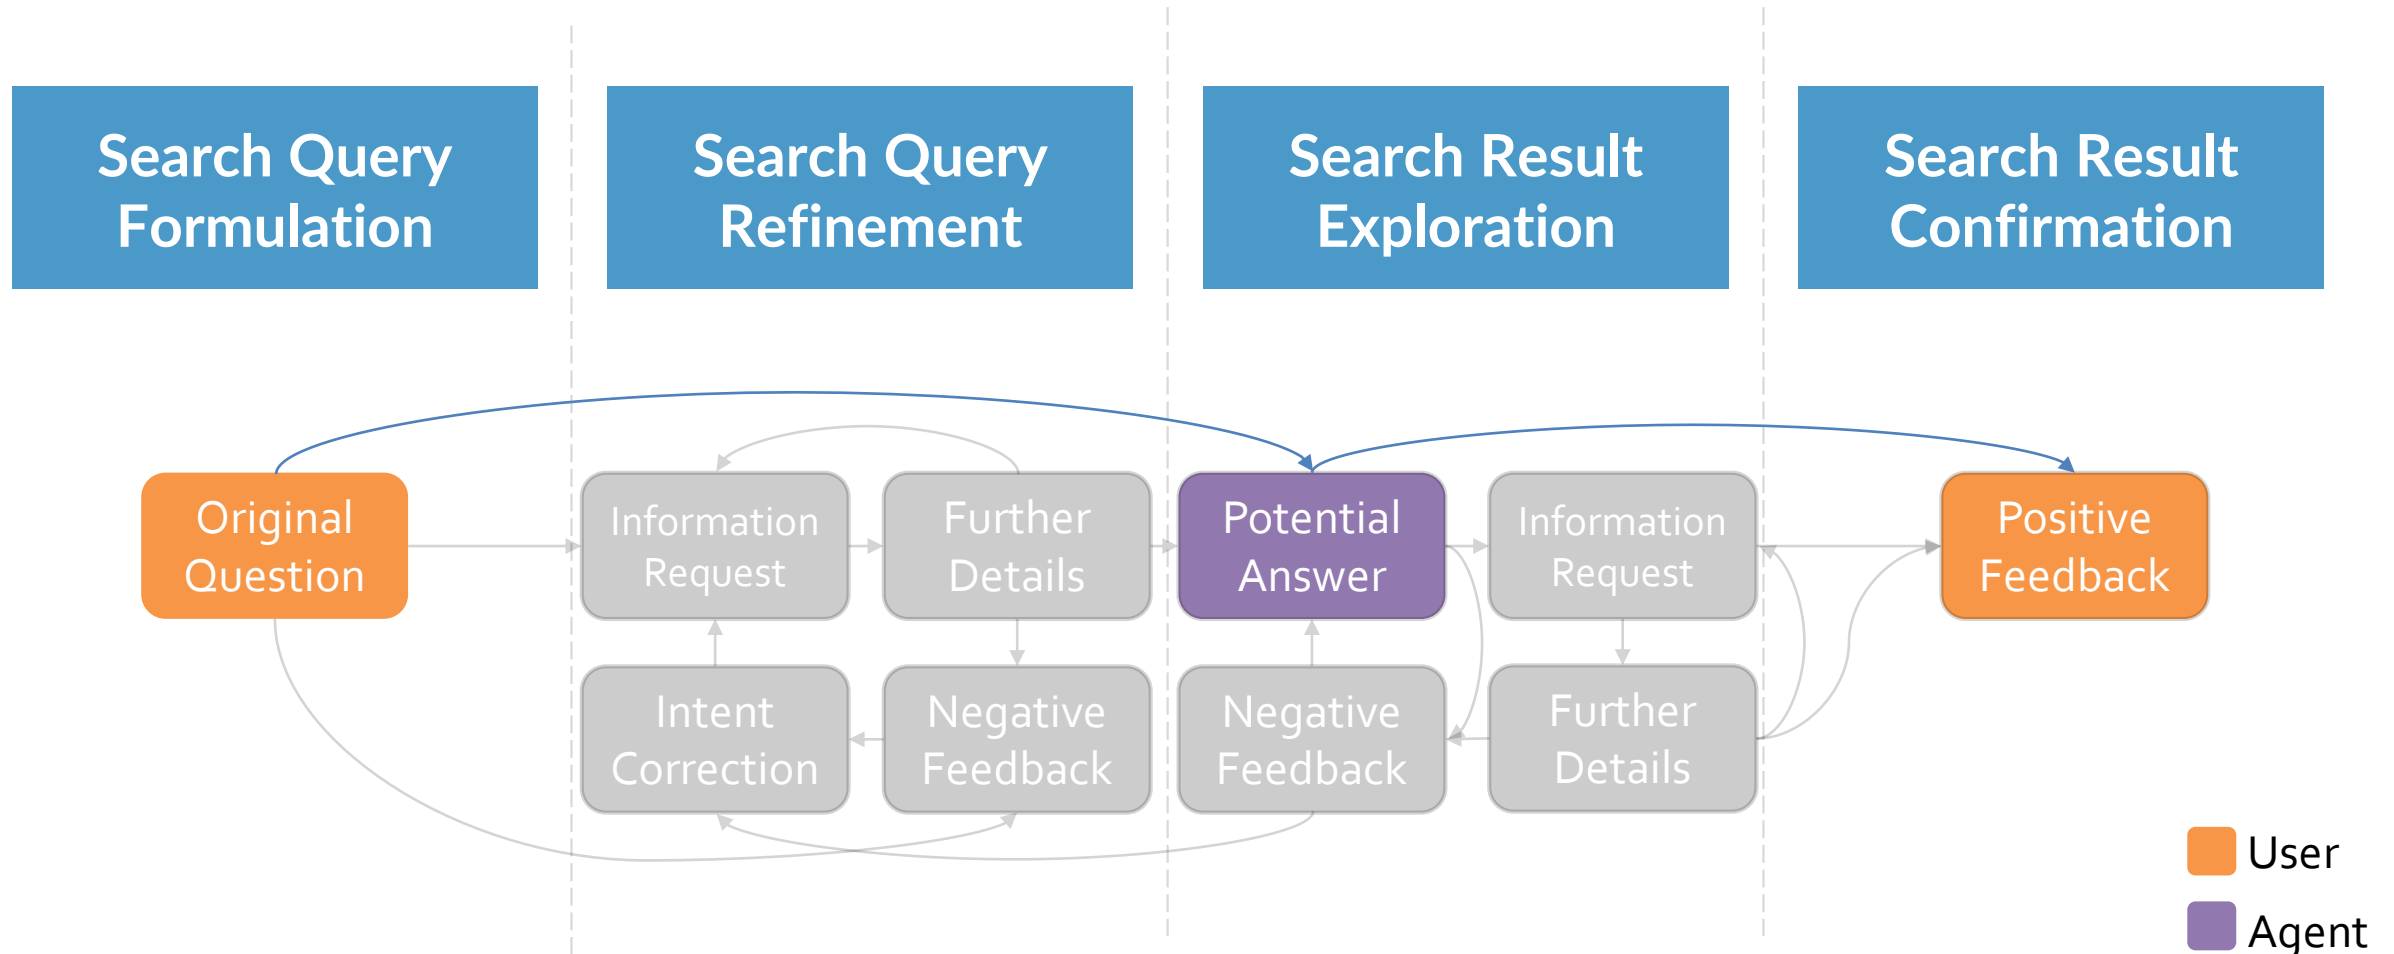 Search Query
Formulation
Search Query
Refinement
Search Result
Exploration
Search Result
Confirmation
Original
Question
Information
Request
Further
Details
Potential
Answer
Information
Request
Positive
Feedback
Intent
Correction
Negative
Feedback
Negative
Feedback
Further
Details
User
Agent